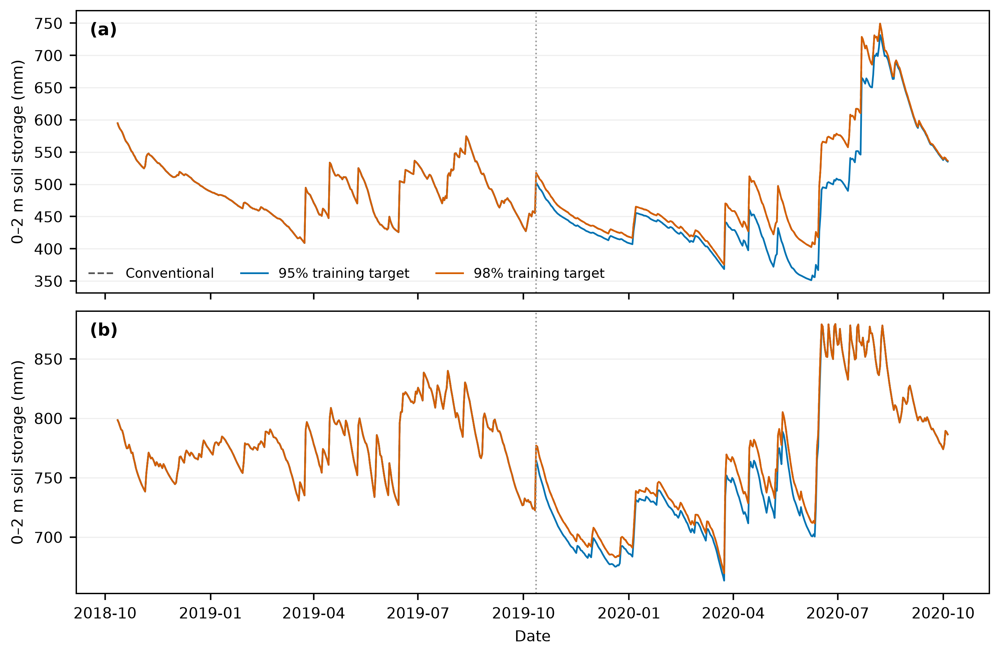 (a)
0–2 m soil storage (mm)
750
700
650
600
550
500
450
400
350
Conventional 95% training target 98% training target
(b)
0–2 m soil storage (mm)
850
800
750
700
2018-10 2019-01 2019-04 2019-07 2019-10 2020-01 2020-04 2020-07 2020-10
Date